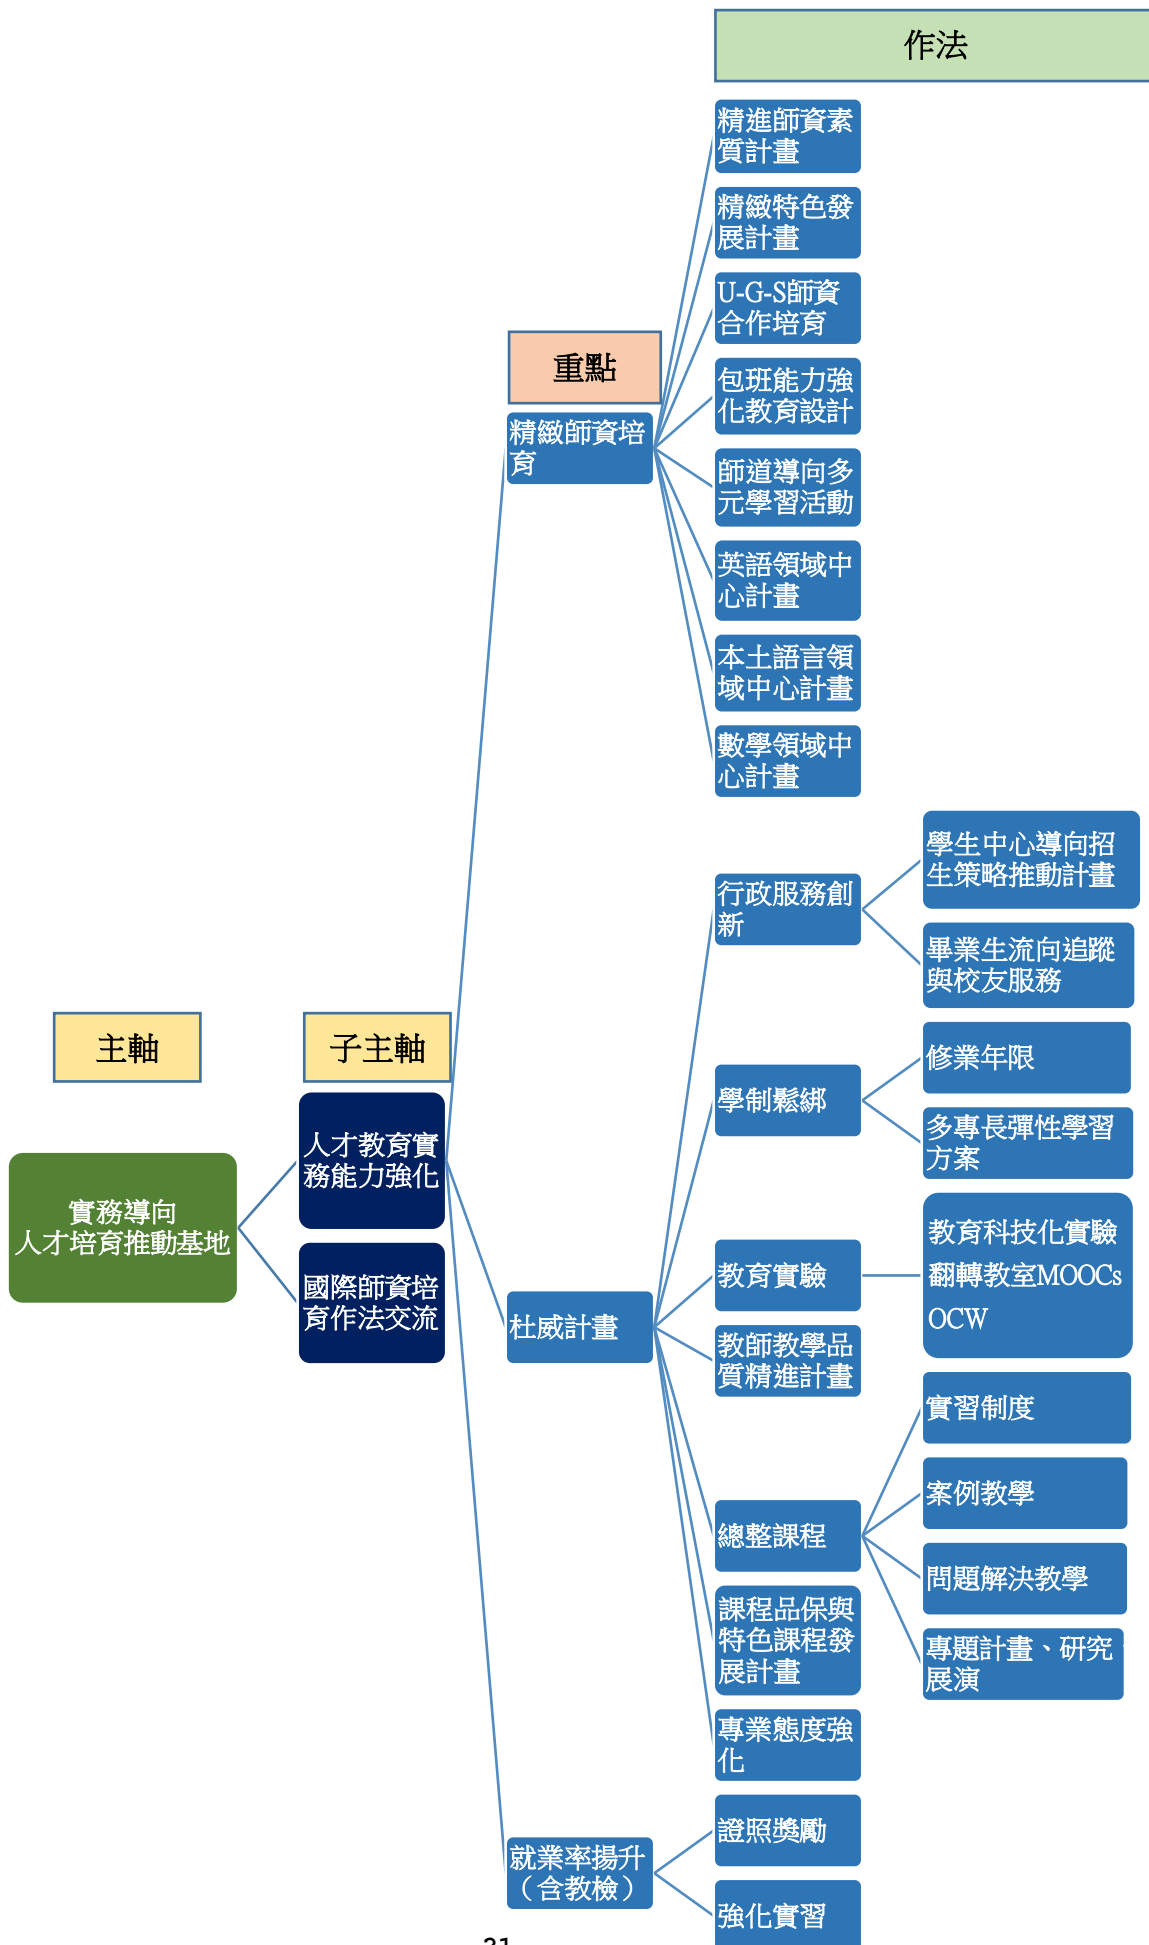 作法
精進師資素
質計畫
精緻特色發
展計畫
U-G-S師資
合作培育
包班能力強
化教育設計
師道導向多
元學習活動
英語領域中
心計畫
本土語言領
域中心計畫
數學領域中
心計畫
重點
精緻師資培
育
行政服務創
新
學生中心導向招
生策略推動計畫
畢業生流向追蹤
與校友服務
學制鬆綁
修業年限
多專長彈性學習
方案
主軸
子主軸
人才教育實
務能力強化
國際師資培
育作法交流
實務導向
人才培育推動基地
杜威計畫
教育實驗
教育科技化實驗
翻轉教室MOOCs
OCW
教師教學品
質精進計畫
總整課程
實習制度
案例教學
問題解決教學
專題計畫、研究
展演
課程品保與
特色課程發
展計畫
專業態度強
化
就業率揚升
（含教檢）
證照獎勵
強化實習
31